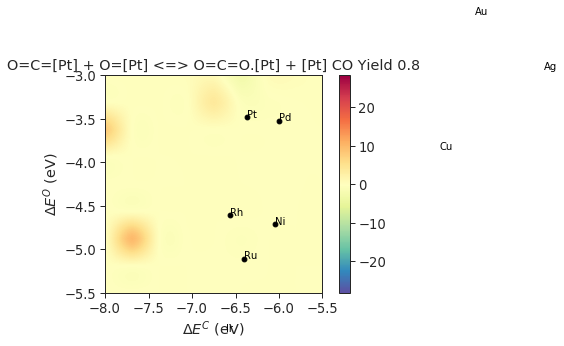 Au
O=C=[Pt] + O=[Pt] <=> O=C=O.[Pt] + [Pt] CO Yield 0.8
Ag
−3.0
−3.5
−4.0
−4.5
−5.0
−5.5
ΔE^O (eV)
Pt
Pd
Cu
Rh
Ni
Ru
20
10
0
−10
−20
−8.0 −7.5 −7.0 −6.5 −6.0 −5.5
ΔE^C (eV)
Ir